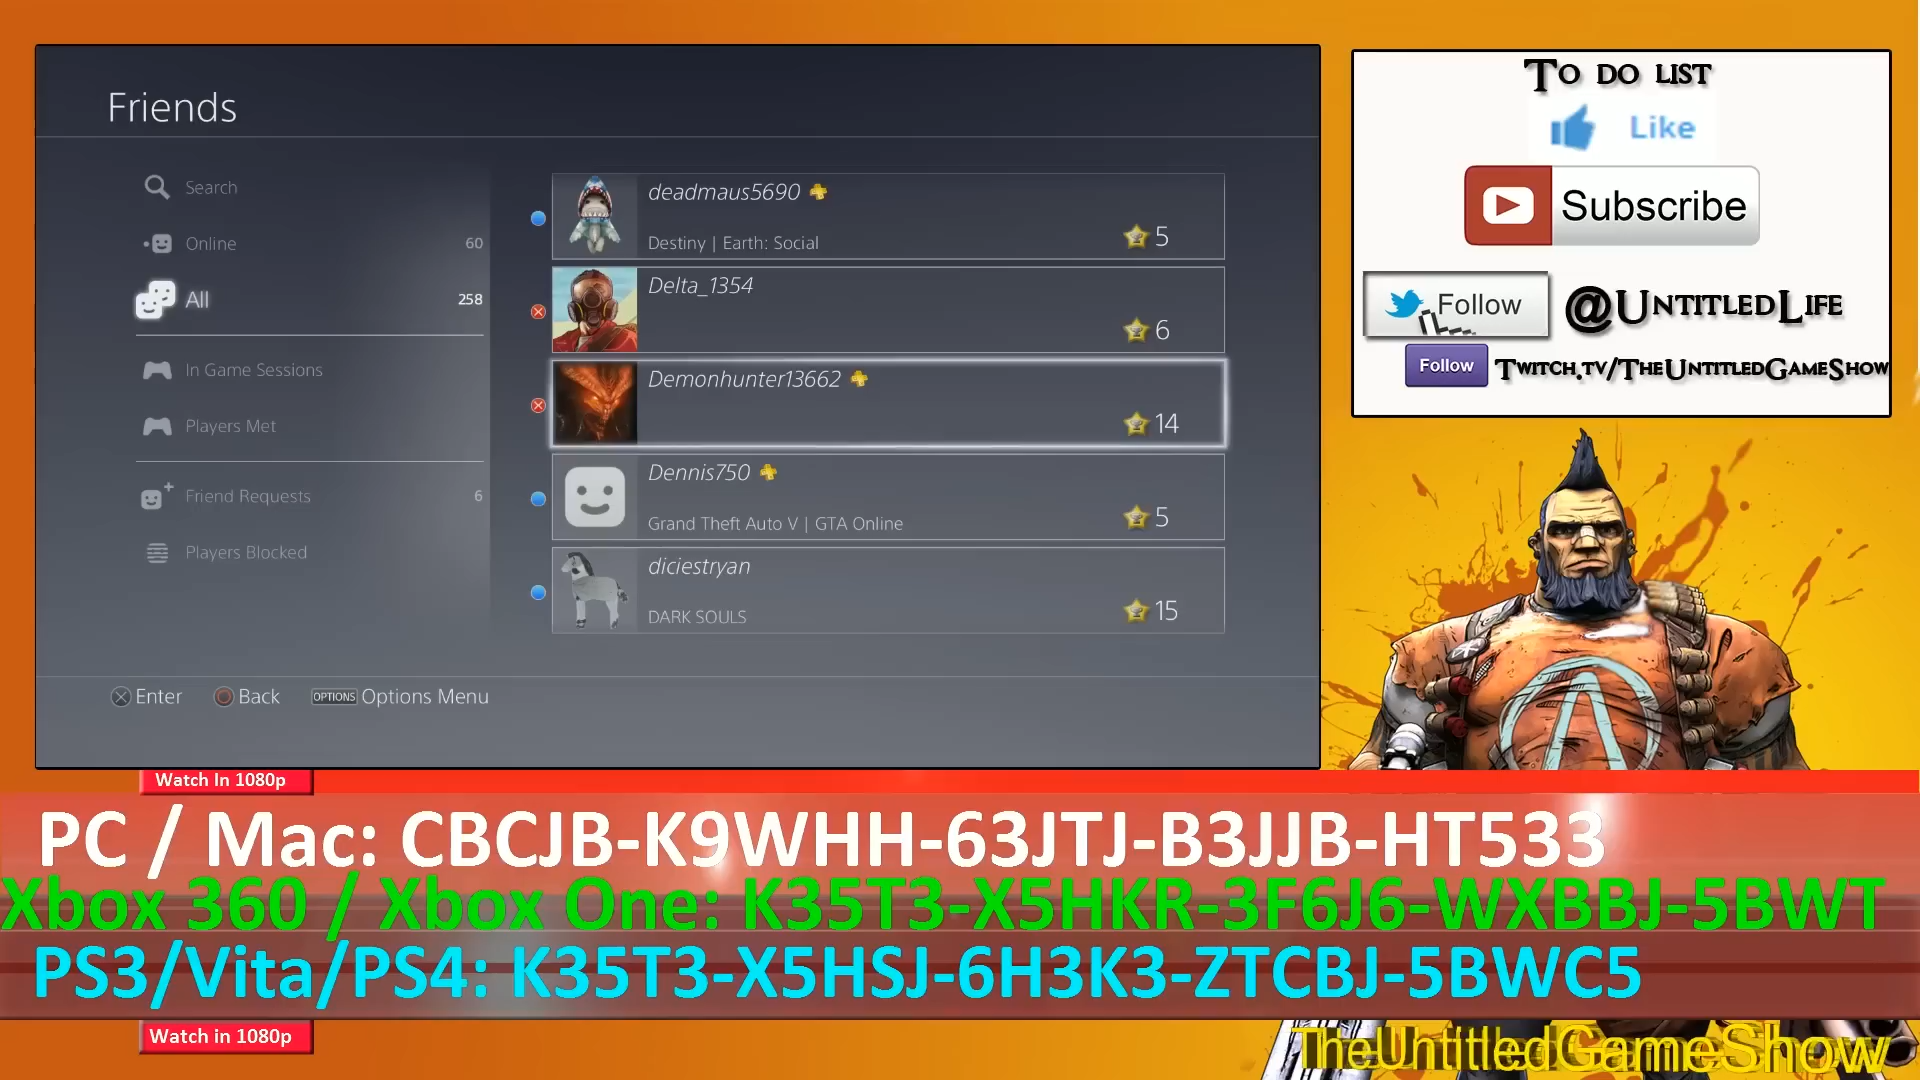 Friends
Search
Online 60
All 258
In Game Sessions
Players Met
Friend Requests 6
Players Blocked
deadmaus5690
Destiny | Earth: Social
5
Delta_1354
6
Demonhunter13662
14
Dennis750
Grand Theft Auto V | GTA Online
5
diciestryan
DARK SOULS
15
Enter Back OPTIONS Options Menu
To do list
Like
Subscribe
Follow @UntitledLife
Follow Twitch.tv/TheUntitledGameShow
Watch In 1080p
PC / Mac: CBCJB-K9WHH-63JTJ-B3JJB-HT533
Xbox 360 / Xbox One: K35T3-X5HKR-3F6J6-WXBBJ-5BWT
PS3/Vita/PS4: K35T3-X5HSJ-6H3K3-ZTCBJ-5BWC5
Watch in 1080p
TheUntitledGameShow